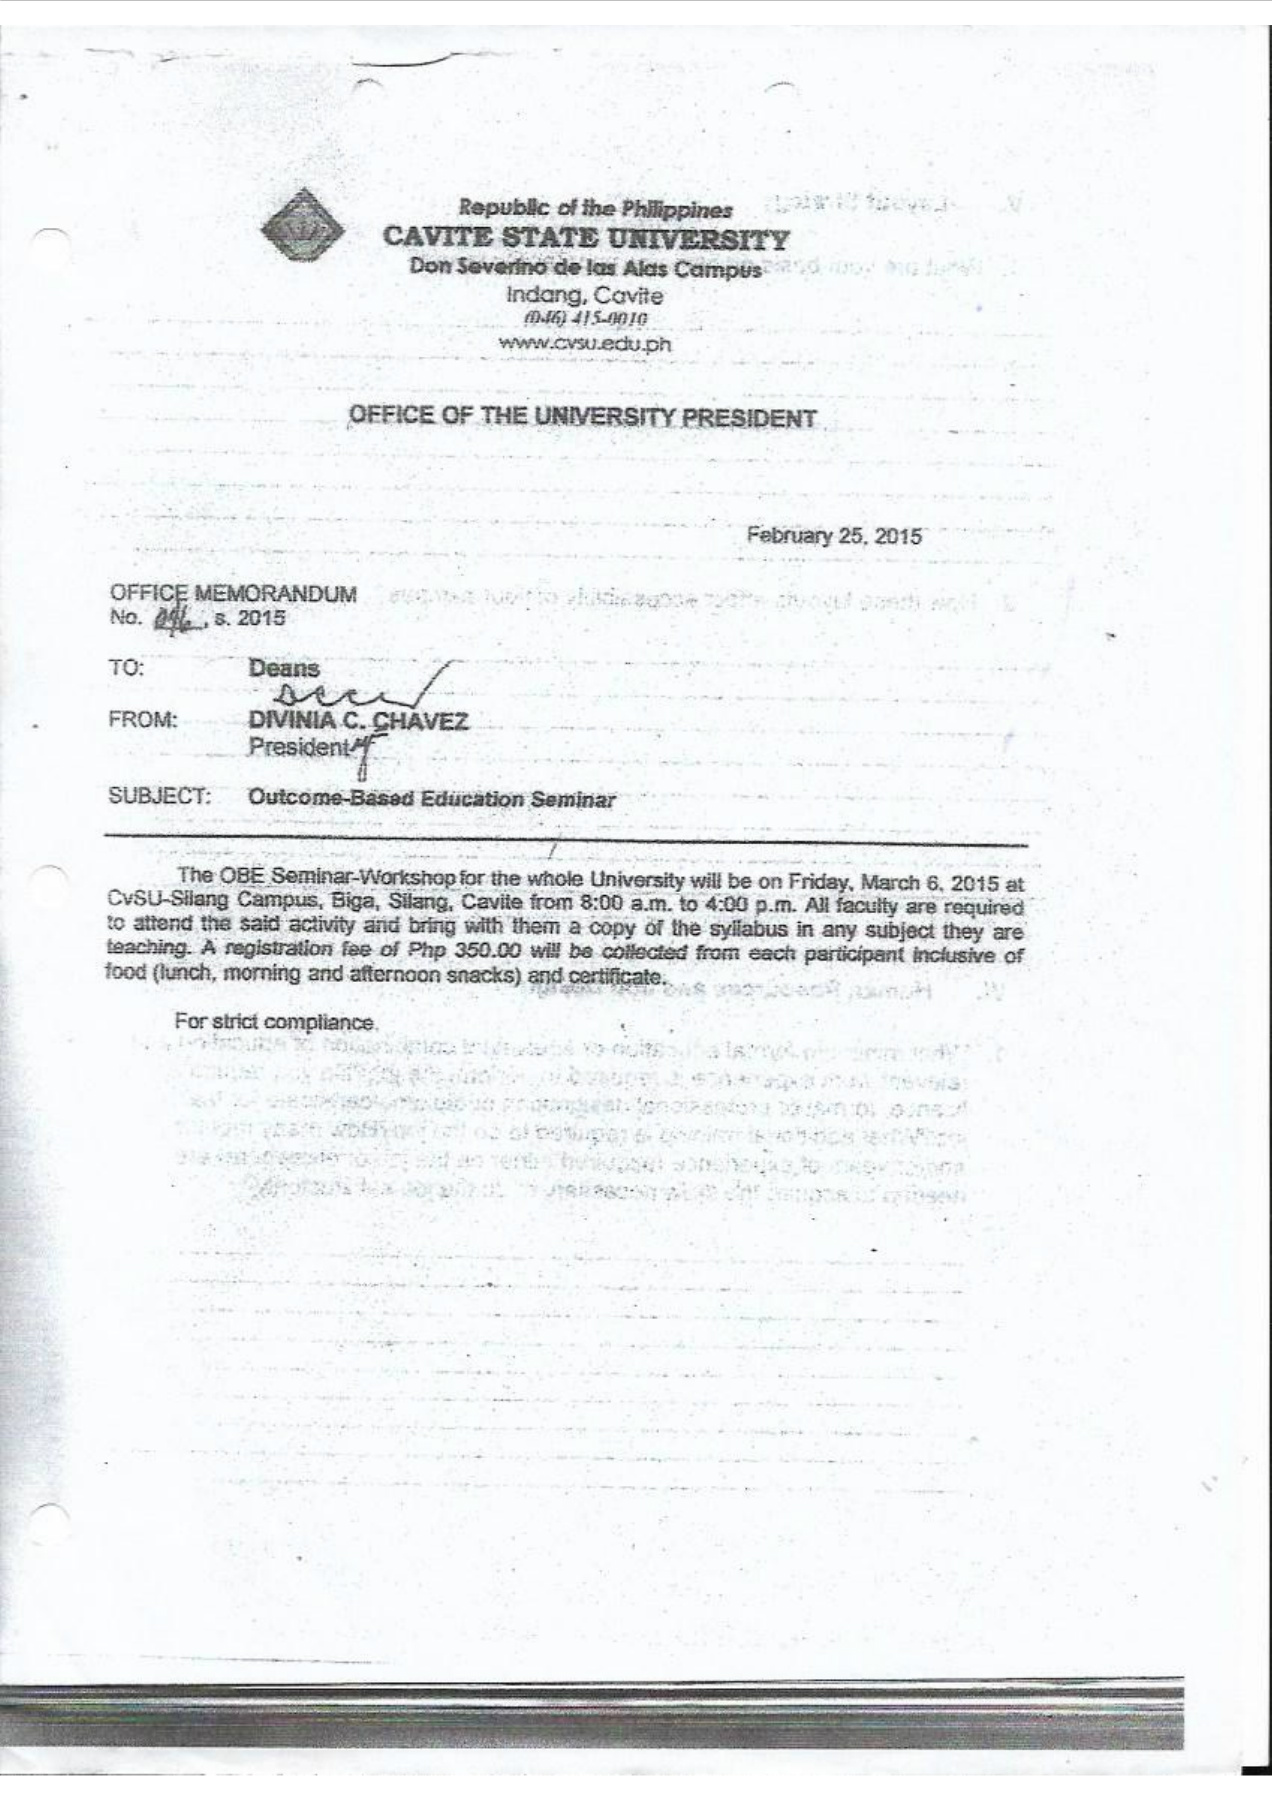 Republic of the Philippines
CAVITE STATE UNIVERSITY
Don Severino de las Alas Campus
Indang, Cavite
(046) 415-0010
www.cvsu.edu.ph
OFFICE OF THE UNIVERSITY PRESIDENT
February 25, 2015
OFFICE MEMORANDUM
No. , s. 2015
TO: Deans
FROM: DIVINIA C. CHAVEZ
President
SUBJECT: Outcome-Based Education Seminar
The OBE Seminar-Workshop for the whole University will be on Friday, March 6, 2015 at
CvSU-Silang Campus, Biga, Silang, Cavite from 8:00 a.m. to 4:00 p.m. All faculty are required
to attend the said activity and bring with them a copy of the syllabus in any subject they are
teaching. A registration fee of Php 350.00 will be collected from each participant inclusive of
food (lunch, morning and afternoon snacks) and certificate.
For strict compliance.